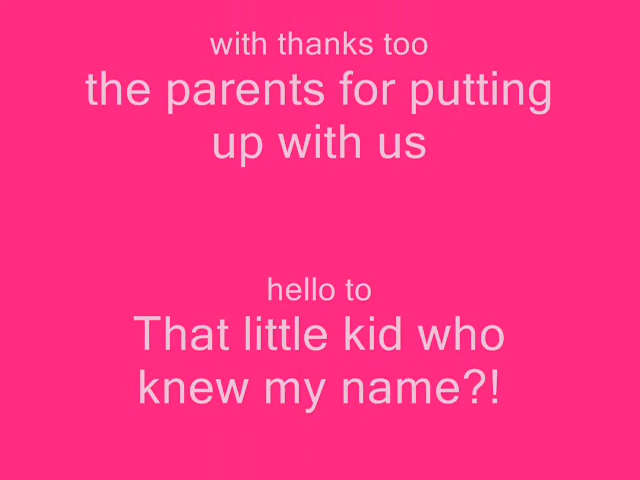 with thanks too
the parents for putting
up with us
hello to
That little kid who
knew my name?!